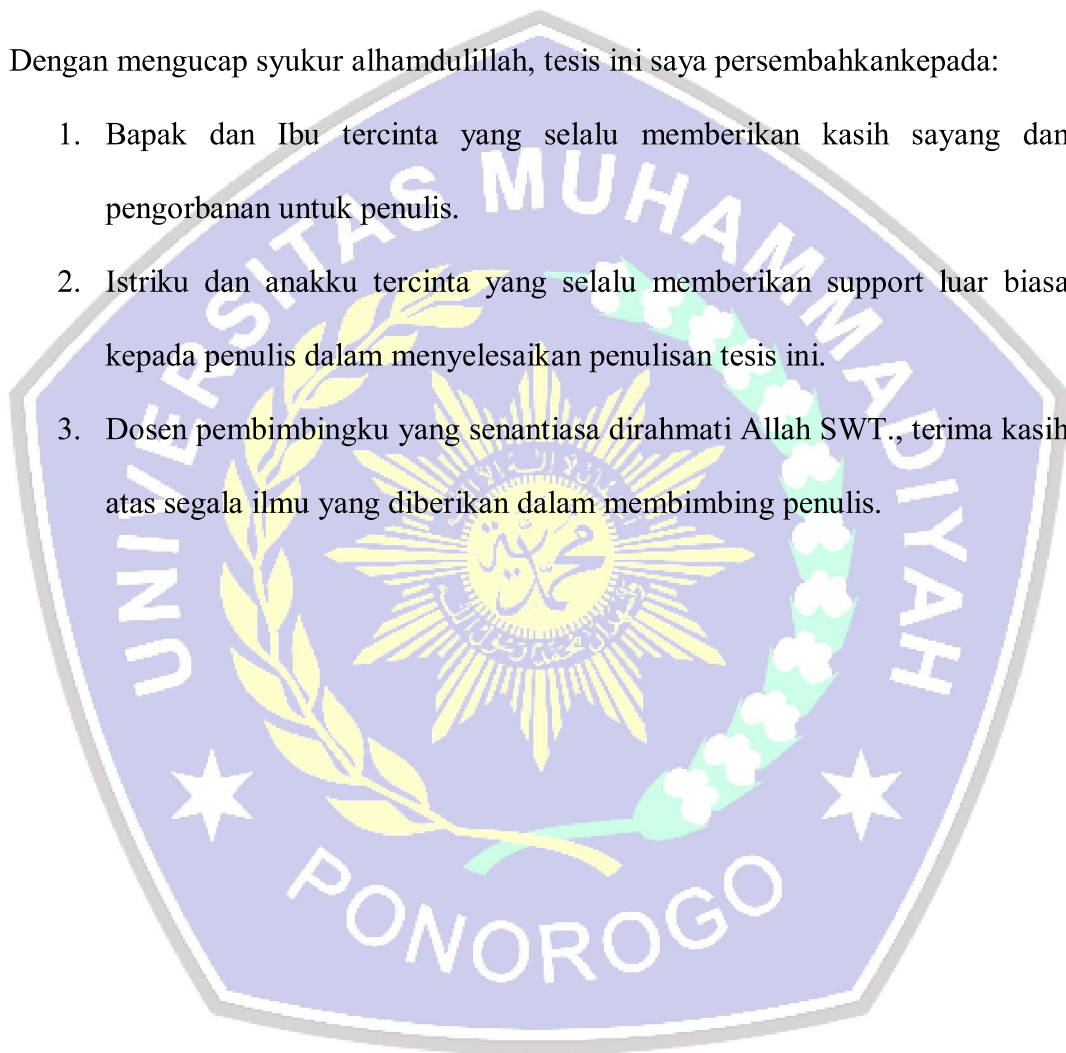 Dengan mengucap syukur alhamdulillah, tesis ini saya persembahkankepada:
1. Bapak dan Ibu tercinta yang selalu memberikan kasih sayang dan
pengorbanan untuk penulis.
2. Istriku dan anakku tercinta yang selalu memberikan support luar biasa
kepada penulis dalam menyelesaikan penulisan tesis ini.
3. Dosen pembimbingku yang senantiasa dirahmati Allah SWT., terima kasih
atas segala ilmu yang diberikan dalam membimbing penulis.
UNIVERSITAS MUHAMMADIYAH
محمدية
PONOROGO